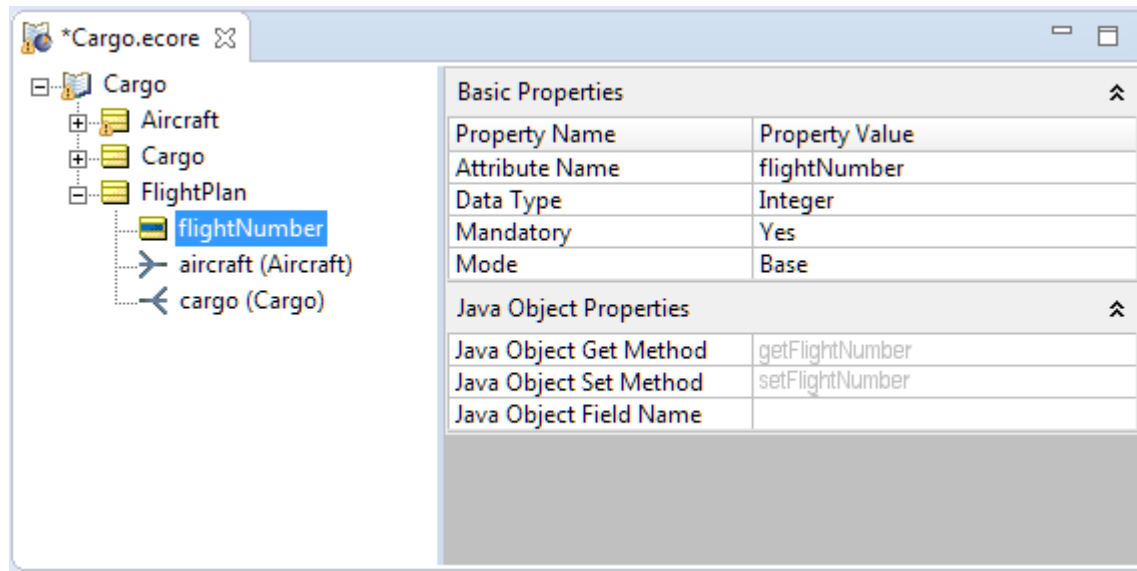 *Cargo.ecore
Cargo
Aircraft
Cargo
FlightPlan
flightNumber
aircraft (Aircraft)
cargo (Cargo)
Basic Properties
Property Name Property Value
Attribute Name flightNumber
Data Type Integer
Mandatory Yes
Mode Base
Java Object Properties
Java Object Get Method getFlightNumber
Java Object Set Method setFlightNumber
Java Object Field Name